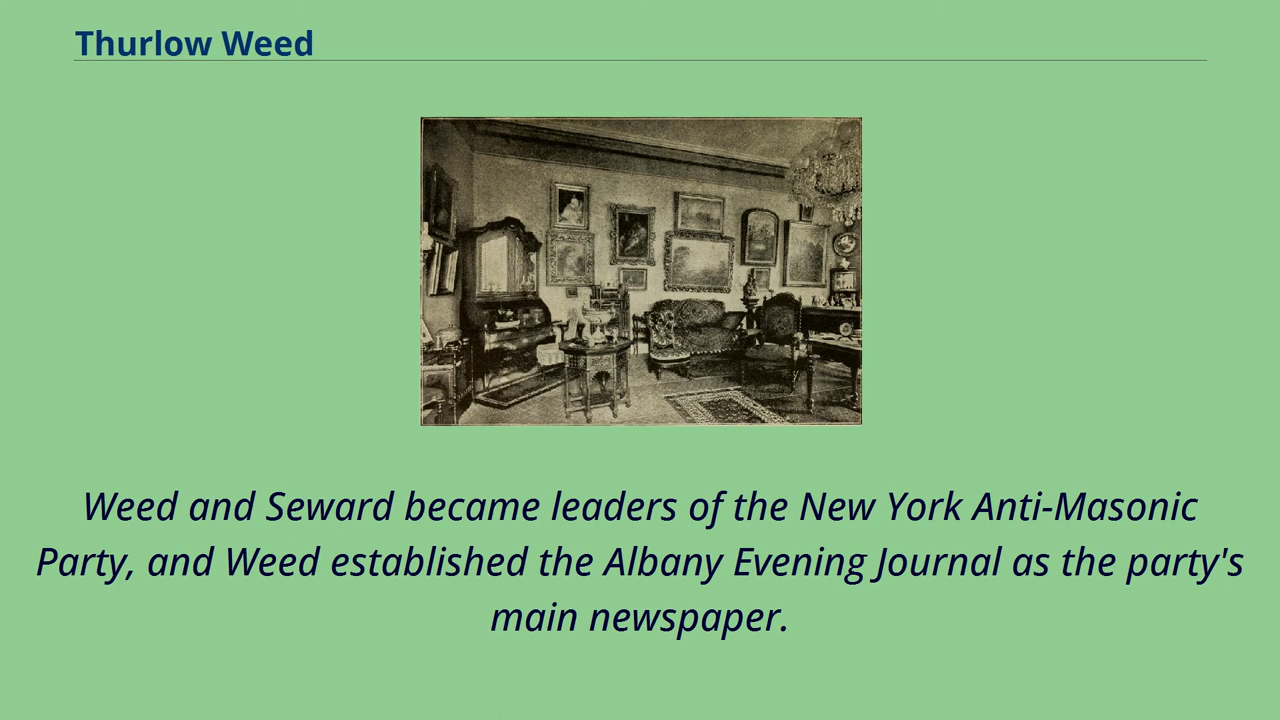 Thurlow Weed
Weed and Seward became leaders of the New York Anti-Masonic
Party, and Weed established the Albany Evening Journal as the party's
main newspaper.